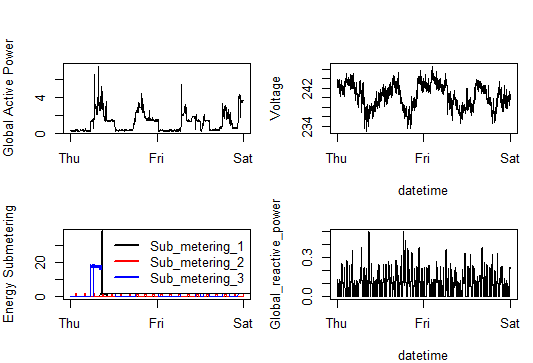 Global Active Power
0 4
Thu Fri Sat
Voltage
234 242
Thu Fri Sat
datetime
Energy Submetering
0 20
Sub_metering_1
Sub_metering_2
Sub_metering_3
Thu Fri Sat
Global_reactive_power
0.0 0.3
Thu Fri Sat
datetime